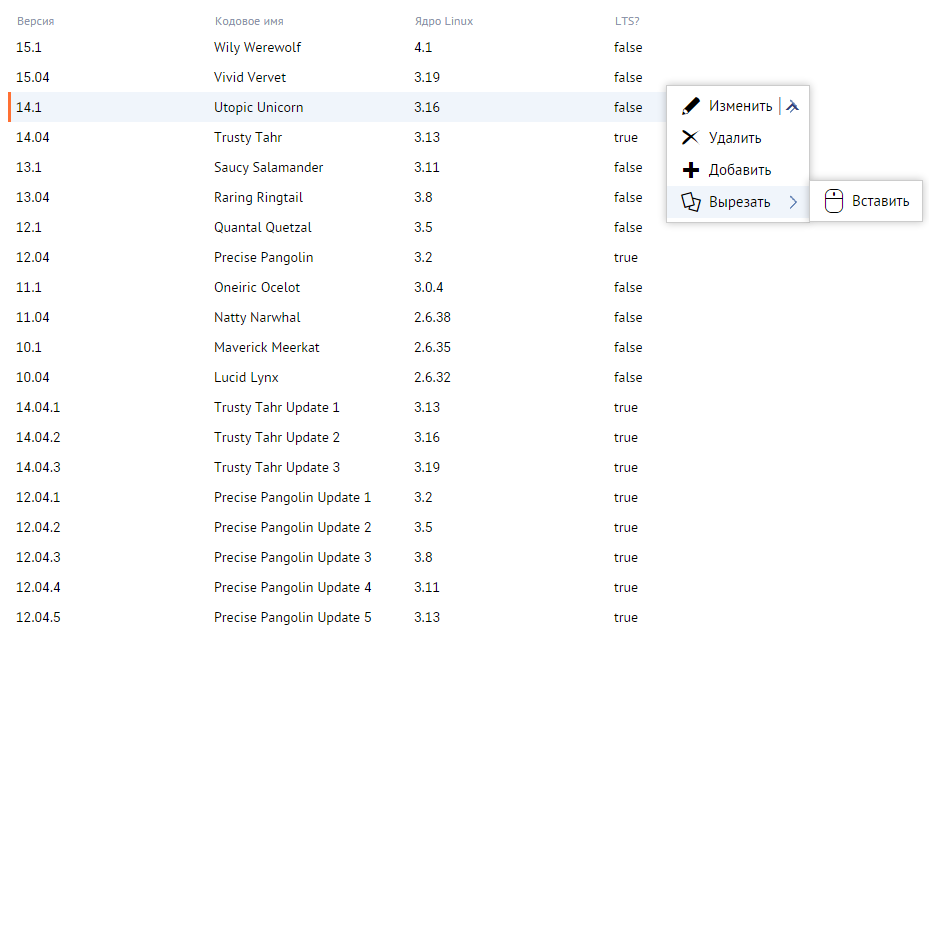 Версия Кодовое имя Ядро Linux LTS?
15.1 Wily Werewolf 4.1 false
15.04 Vivid Vervet 3.19 false
14.1 Utopic Unicorn 3.16 false Изменить
14.04 Trusty Tahr 3.13 true Удалить
13.1 Saucy Salamander 3.11 false Добавить
13.04 Raring Ringtail 3.8 false Вырезать Вставить
12.1 Quantal Quetzal 3.5 false
12.04 Precise Pangolin 3.2 true
11.1 Oneiric Ocelot 3.0.4 false
11.04 Natty Narwhal 2.6.38 false
10.1 Maverick Meerkat 2.6.35 false
10.04 Lucid Lynx 2.6.32 false
14.04.1 Trusty Tahr Update 1 3.13 true
14.04.2 Trusty Tahr Update 2 3.16 true
14.04.3 Trusty Tahr Update 3 3.19 true
12.04.1 Precise Pangolin Update 1 3.2 true
12.04.2 Precise Pangolin Update 2 3.5 true
12.04.3 Precise Pangolin Update 3 3.8 true
12.04.4 Precise Pangolin Update 4 3.11 true
12.04.5 Precise Pangolin Update 5 3.13 true